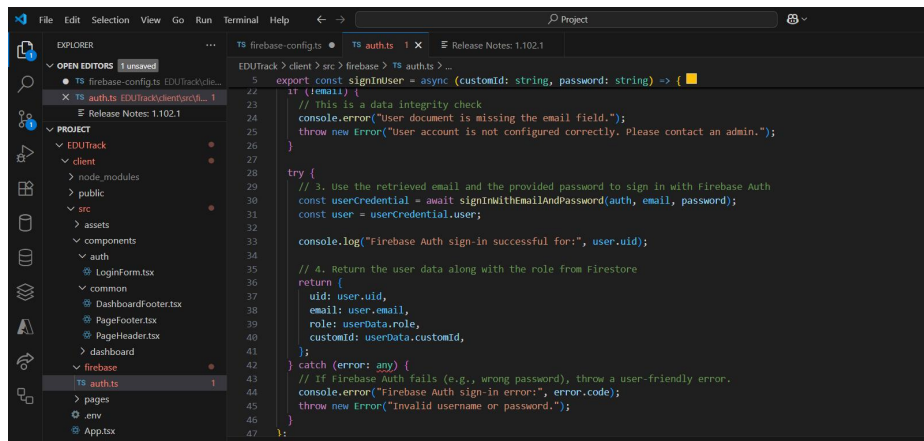 File Edit Selection View Go Run Terminal Help
Project
EXPLORER
OPEN EDITORS 1 unsaved
TS firebase-config.ts EDUTrack\clie...
TS auth.ts EDUTrack\client\src\fi... 1
Release Notes: 1.102.1
PROJECT
EDUTrack
client
node_modules
public
src
assets
components
auth
LoginForm.tsx
common
DashboardFooter.tsx
PageFooter.tsx
PageHeader.tsx
dashboard
firebase
TS auth.ts 1
pages
.env
App.tsx
TS firebase-config.ts
TS auth.ts 1
Release Notes: 1.102.1
EDUTrack > client > src > firebase > TS auth.ts > ...
5 export const signInUser = async (customId: string, password: string) => {
22 if (!email) {
23 // This is a data integrity check
24 console.error("User document is missing the email field.");
25 throw new Error("User account is not configured correctly. Please contact an admin.");
26 }
27
28 try {
29 // 3. Use the retrieved email and the provided password to sign in with Firebase Auth
30 const userCredential = await signInWithEmailAndPassword(auth, email, password);
31 const user = userCredential.user;
32
33 console.log("Firebase Auth sign-in successful for:", user.uid);
34
35 // 4. Return the user data along with the role from Firestore
36 return {
37 uid: user.uid,
38 email: user.email,
39 role: userData.role,
40 customId: userData.customId,
41 };
42 } catch (error: any) {
43 // If Firebase Auth fails (e.g., wrong password), throw a user-friendly error.
44 console.error("Firebase Auth sign-in error:", error.code);
45 throw new Error("Invalid username or password.");
46 }
47 };